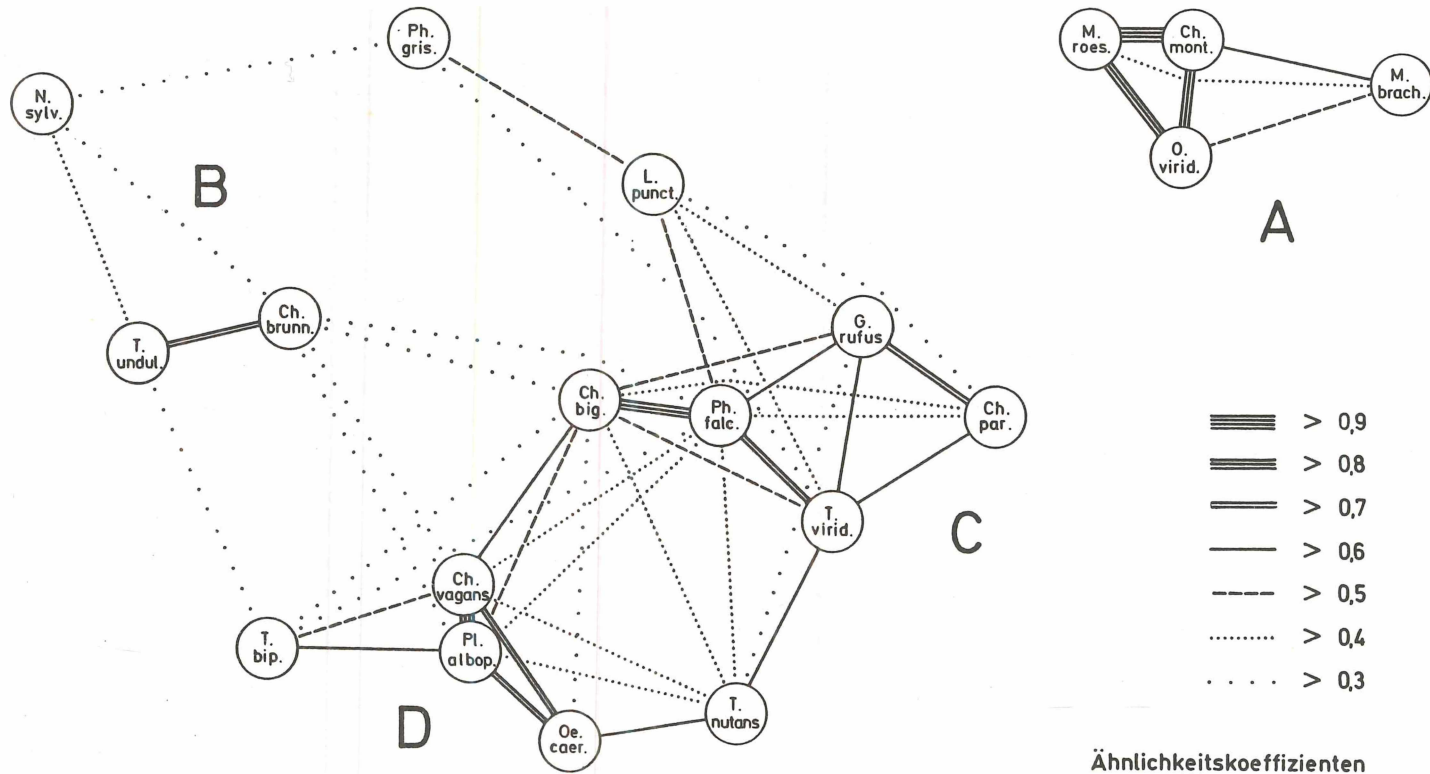 Ph.
gris.
M.
roes.
Ch.
mont.
M.
brach.
N.
sylv.
O.
virid.
B
L.
punct.
A
Ch.
brunn.
T.
undul.
G.
rufus
Ch.
big.
Ph.
falc.
Ch.
par.
T.
virid.
C
Ch.
vagans
T.
bip.
Pl.
albop.
D
Oe.
caer.
T.
nutans
> 0,9
> 0,8
> 0,7
> 0,6
> 0,5
> 0,4
> 0,3
Ähnlichkeitskoeffizienten